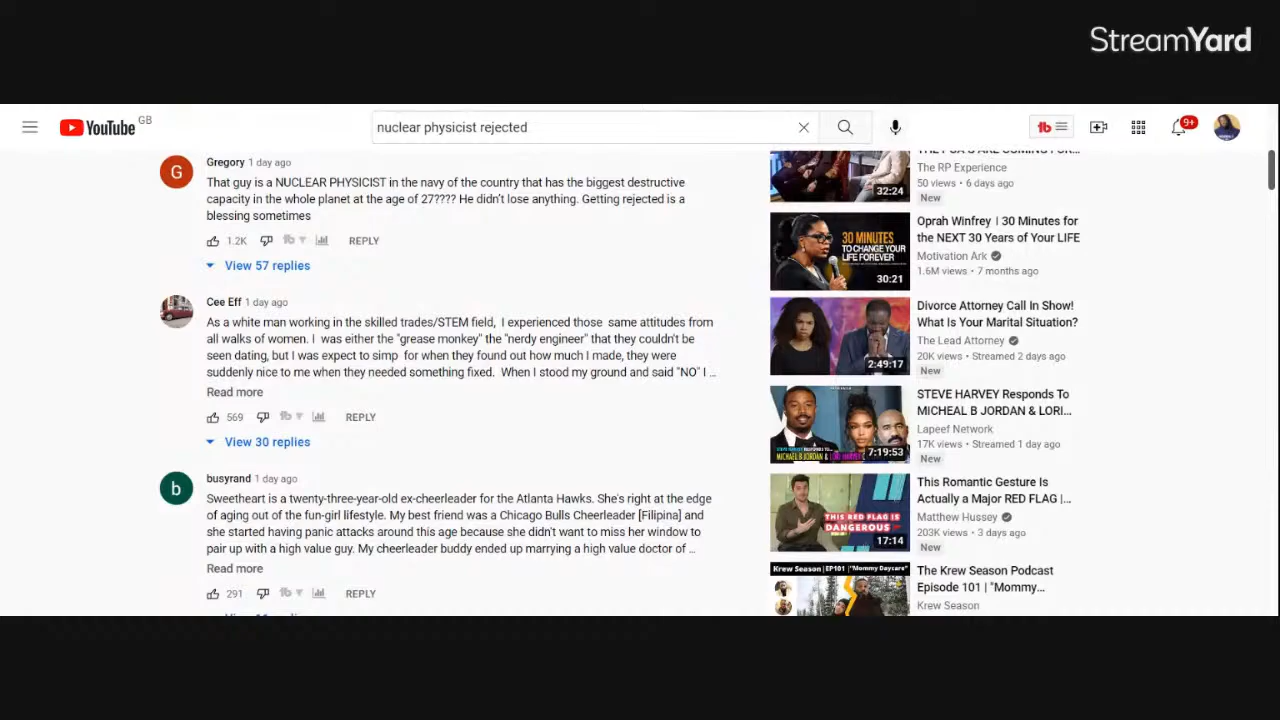 StreamYard
YouTube GB
nuclear physicist rejected
9+
Gregory 1 day ago
G
That guy is a NUCLEAR PHYSICIST in the navy of the country that has the biggest destructive
capacity in the whole planet at the age of 27???? He didn't lose anything. Getting rejected is a
blessing sometimes
1.2K REPLY
View 57 replies
Cee Eff 1 day ago
As a white man working in the skilled trades/STEM field, I experienced those same attitudes from
all walks of women. I was either the "grease monkey" the "nerdy engineer" that they couldn't be
seen dating, but I was expect to simp for when they found out how much I made, they were
suddenly nice to me when they needed something fixed. When I stood my ground and said "NO" I ...
Read more
569 REPLY
View 30 replies
busyrand 1 day ago
b
Sweetheart is a twenty-three-year-old ex-cheerleader for the Atlanta Hawks. She's right at the edge
of aging out of the fun-girl lifestyle. My best friend was a Chicago Bulls Cheerleader [Filipina] and
she started having panic attacks around this age because she didn't want to miss her window to
pair up with a high value guy. My cheerleader buddy ended up marrying a high value doctor of ...
Read more
291 REPLY
32:24
The RP Experience
50 views • 6 days ago
New
30 MINUTES
TO CHANGE YOUR
LIFE FOREVER
30:21
Oprah Winfrey | 30 Minutes for
the NEXT 30 Years of Your LIFE
Motivation Ark
1.6M views • 7 months ago
2:49:17
Divorce Attorney Call In Show!
What Is Your Marital Situation?
The Lead Attorney
20K views • Streamed 2 days ago
New
7:19:53
STEVE HARVEY Responds To
MICHEAL B JORDAN & LORI...
Lapeef Network
17K views • Streamed 1 day ago
New
THIS RED FLAG IS
DANGEROUS
17:14
This Romantic Gesture Is
Actually a Major RED FLAG |...
Matthew Hussey
203K views • 3 days ago
New
Krew Season | EP101 | "Mommy Daycare"
The Krew Season Podcast
Episode 101 | "Mommy...
Krew Season